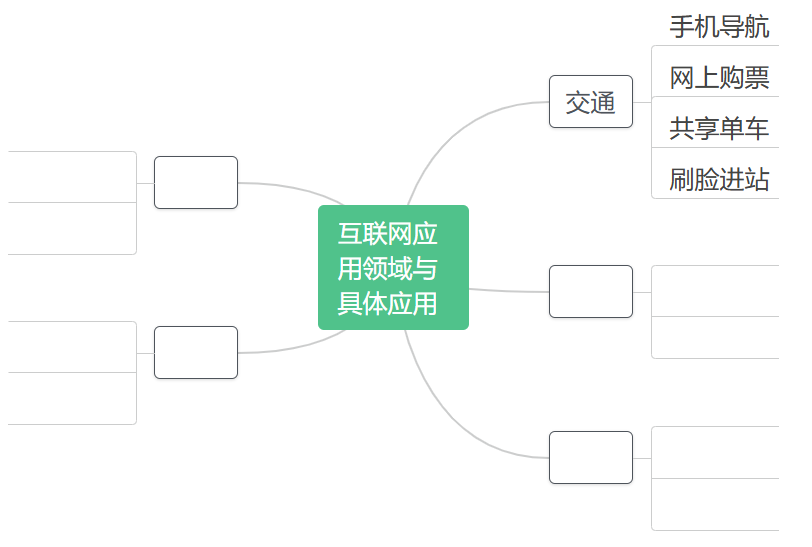 互联网应
用领域与
具体应用
交通
手机导航
网上购票
共享单车
刷脸进站